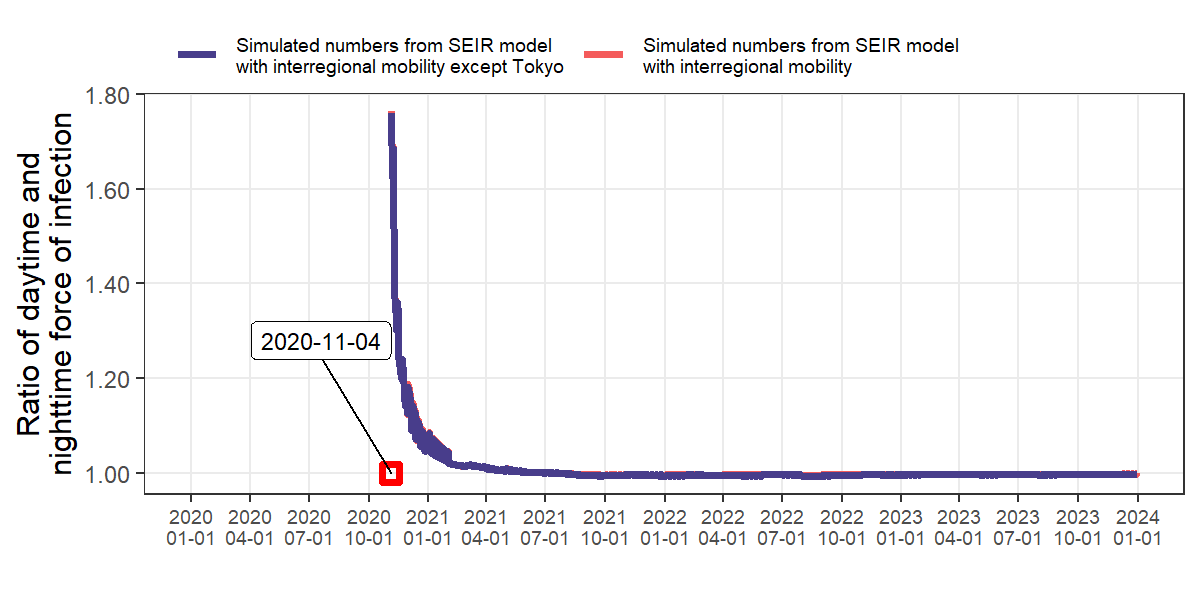 Simulated numbers from SEIR model
with interregional mobility except Tokyo
Simulated numbers from SEIR model
with interregional mobility
Ratio of daytime and
nighttime force of infection
1.80
1.60
1.40
1.20
1.00
2020-11-04
2020 2020 2020 2020 2021 2021 2021 2021 2022 2022 2022 2022 2023 2023 2023 2023 2024
01-01 04-01 07-01 10-01 01-01 04-01 07-01 10-01 01-01 04-01 07-01 10-01 01-01 04-01 07-01 10-01 01-01